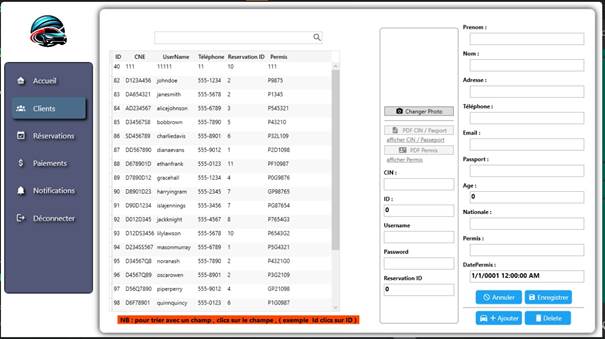 Accueil
Clients
Réservations
Paiements
Notifications
Déconnecter
ID CNE UserName Téléphone Reservation ID Permis
40 111 11111 11 10 111
82 D123A456 johndoe 555-1234 2 P9875
83 DA654321 janesmith 555-5678 2 P1345
84 AD234567 alicejohnson 555-6789 3 P545321
85 D3456758 bobbrown 555-7890 5 P43210
86 SD456789 charliedavis 555-8901 6 P32L109
87 DD567890 dianaevans 555-9012 1 P2D1098
88 D678901D ethanfrank 555-0123 11 PF10987
89 D7890D12 gracehall 555-1234 4 P0G9876
90 D8901D23 harryingram 555-2345 7 GP98765
91 D90D1234 islajennings 555-3456 7 PG87654
92 D012D345 jackknight 555-4567 8 P7654G3
93 D12D53456 lilylawson 555-5678 10 P6543G2
94 D2345S567 masonmurray 555-6789 1 P5G4321
95 D34567Q8 noranash 555-7890 2 P4321G0
96 D4567Q89 oscarowen 555-8901 2 P3G2109
97 D56Q7890 piperperry 555-9012 4 GP21098
98 D6F78901 quinnquincy 555-0123 6 P1G0987
NB : pour trier avec un champ , clics sur le champe , ( exemple Id clics sur ID )
Changer Photo
PDF CIN / Pasport
afficher CIN / Passeport
PDF Permis
afficher Permis
CIN :
ID :
0
Username
Password
Reservation ID
0
Prenom :
Nom :
Adresse :
Téléphone :
Email :
Passport :
Age :
0
Nationale :
Permis :
DatePermis :
1/1/0001 12:00:00 AM
Annuler
Enregistrer
+ Ajouter
Delete